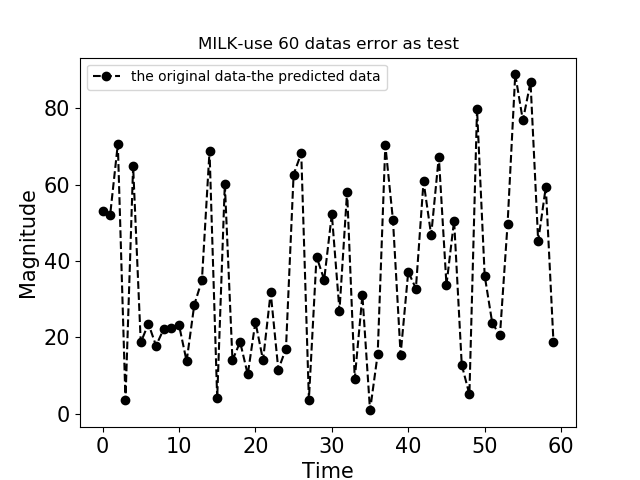 MILK-use 60 datas error as test
the original data-the predicted data
Magnitude
80
60
40
20
0
0 10 20 30 40 50 60
Time